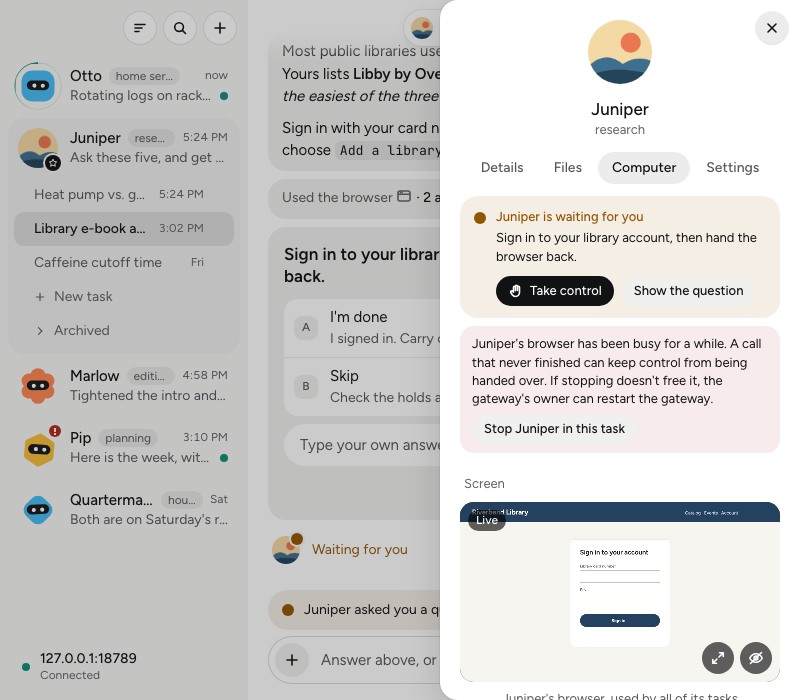 Otto home ser... now
Rotating logs on rack...
Juniper rese... 5:24 PM
Ask these five, and get ...
Heat pump vs. g... 5:24 PM
Library e-book a... 3:02 PM
Caffeine cutoff time Fri
New task
Archived
Marlow editi... 4:58 PM
Tightened the intro and...
Pip planning 3:10 PM
Here is the week, wit...
Quarterma... hou... Sat
Both are on Saturday's r...
127.0.0.1:18789
Connected
Most public libraries use
Yours lists Libby by Ove
the easiest of the three
Sign in with your card n
choose Add a library
Used the browser · 2 a
Sign in to your librar
back.
A I'm done
I signed in. Carry o
B Skip
Check the holds a
Type your own answe
Waiting for you
Juniper asked you a q
Answer above, or
Juniper
research
Details Files Computer Settings
Juniper is waiting for you
Sign in to your library account, then hand the
browser back.
Take control Show the question
Juniper's browser has been busy for a while. A call
that never finished can keep control from being
handed over. If stopping doesn't free it, the
gateway's owner can restart the gateway.
Stop Juniper in this task
Screen
Riverbend Library Catalog Events Account
Live
Sign in to your account
Library card number
PIN
Sign in
Juniper's browser, used by all of its tasks